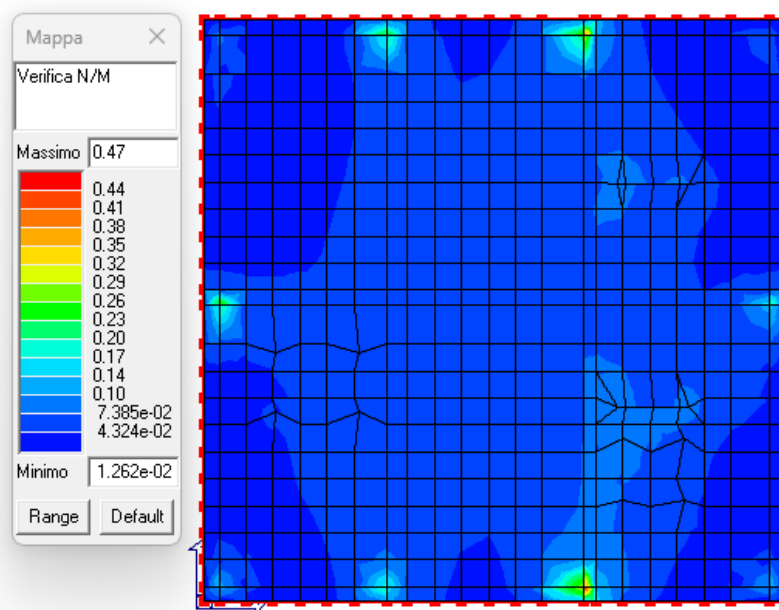 Mappa
Verifica N/M
Massimo 0.47
0.44
0.41
0.38
0.35
0.32
0.29
0.26
0.23
0.20
0.17
0.14
0.10
7.385e-02
4.324e-02
Minimo 1.262e-02
Range Default